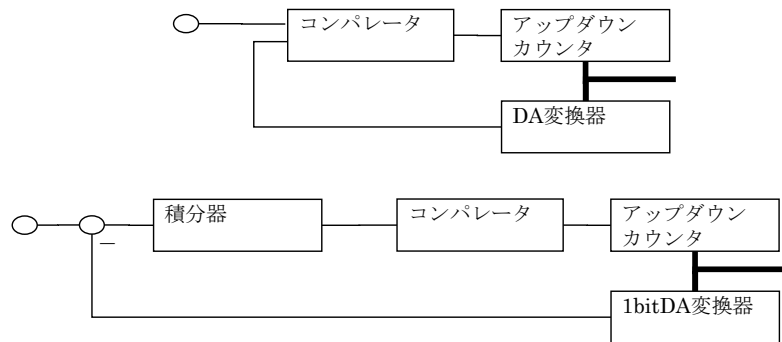 コンパレータ
アップダウン
カウンタ
DA変換器
積分器
コンパレータ
アップダウン
カウンタ
−
1bitDA変換器